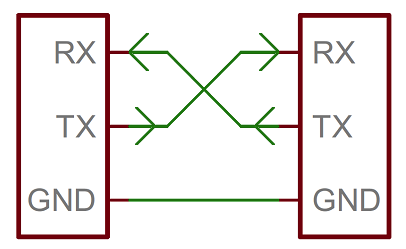 RX RX
TX TX
GND GND